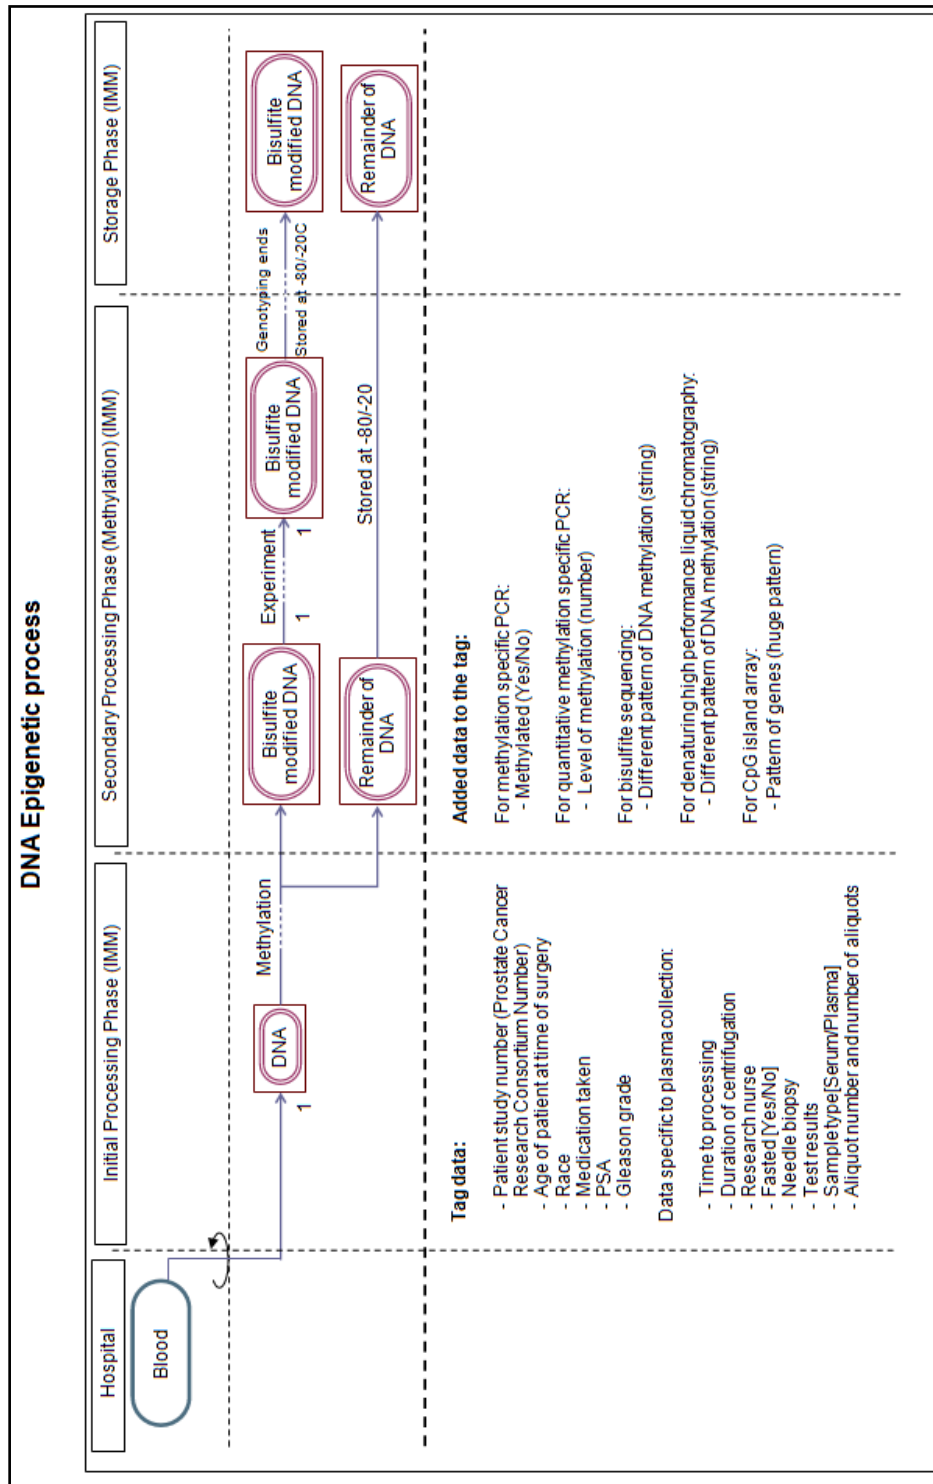 DNA Epigenetic process
Hospital
Initial Processing Phase (IMM)
Secondary Processing Phase (Methylation) (IMM)
Storage Phase (IMM)
Blood
1
DNA
Methylation
Bisulfite
modified DNA
Experiment
1
1
Bisulfite
modified DNA
Genotyping ends
Stored at -80/-20C
Bisulfite
modified DNA
Remainder of
DNA
Stored at -80/-20
Remainder of
DNA
Tag data:
- Patient study number (Prostate Cancer
Research Consortium Number)
- Age of patient at time of surgery
- Race
- Medication taken
- PSA
- Gleason grade
Data specific to plasma collection:
- Time to processing
- Duration of centrifugation
- Research nurse
- Fasted [Yes/No]
- Needle biopsy
- Test results
- Sampletype[Serum/Plasma]
- Aliquot number and number of aliquots
Added data to the tag:
For methylation specific PCR:
- Methylated (Yes/No)
For quantitative methylation specific PCR:
- Level of methylation (number)
For bisulfite sequencing:
- Different pattern of DNA methylation (string)
For denaturing high performance liquid chromatography:
- Different pattern of DNA methylation (string)
For CpG island array:
- Pattern of genes (huge pattern)